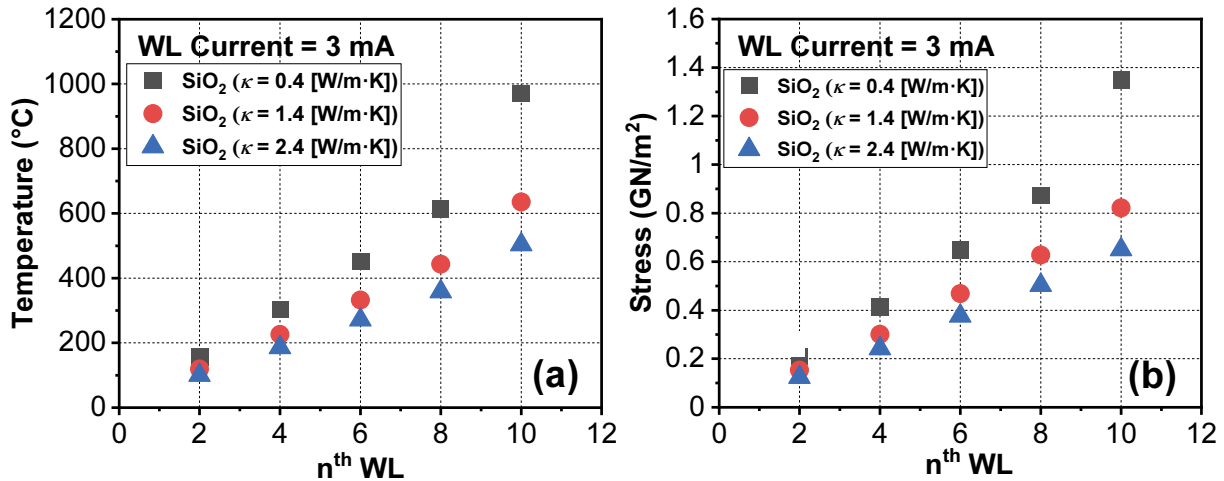 WL Current = 3 mA
SiO₂ (κ = 0.4 [W/m·K])
SiO₂ (κ = 1.4 [W/m·K])
SiO₂ (κ = 2.4 [W/m·K])
1200
1000
800
600
400
200
0
Temperature (°C)
(a)
0 2 4 6 8 10 12
nᵗʰ WL
WL Current = 3 mA
SiO₂ (κ = 0.4 [W/m·K])
SiO₂ (κ = 1.4 [W/m·K])
SiO₂ (κ = 2.4 [W/m·K])
1.6
1.4
1.2
1.0
0.8
0.6
0.4
0.2
0
Stress (GN/m²)
(b)
0 2 4 6 8 10 12
nᵗʰ WL